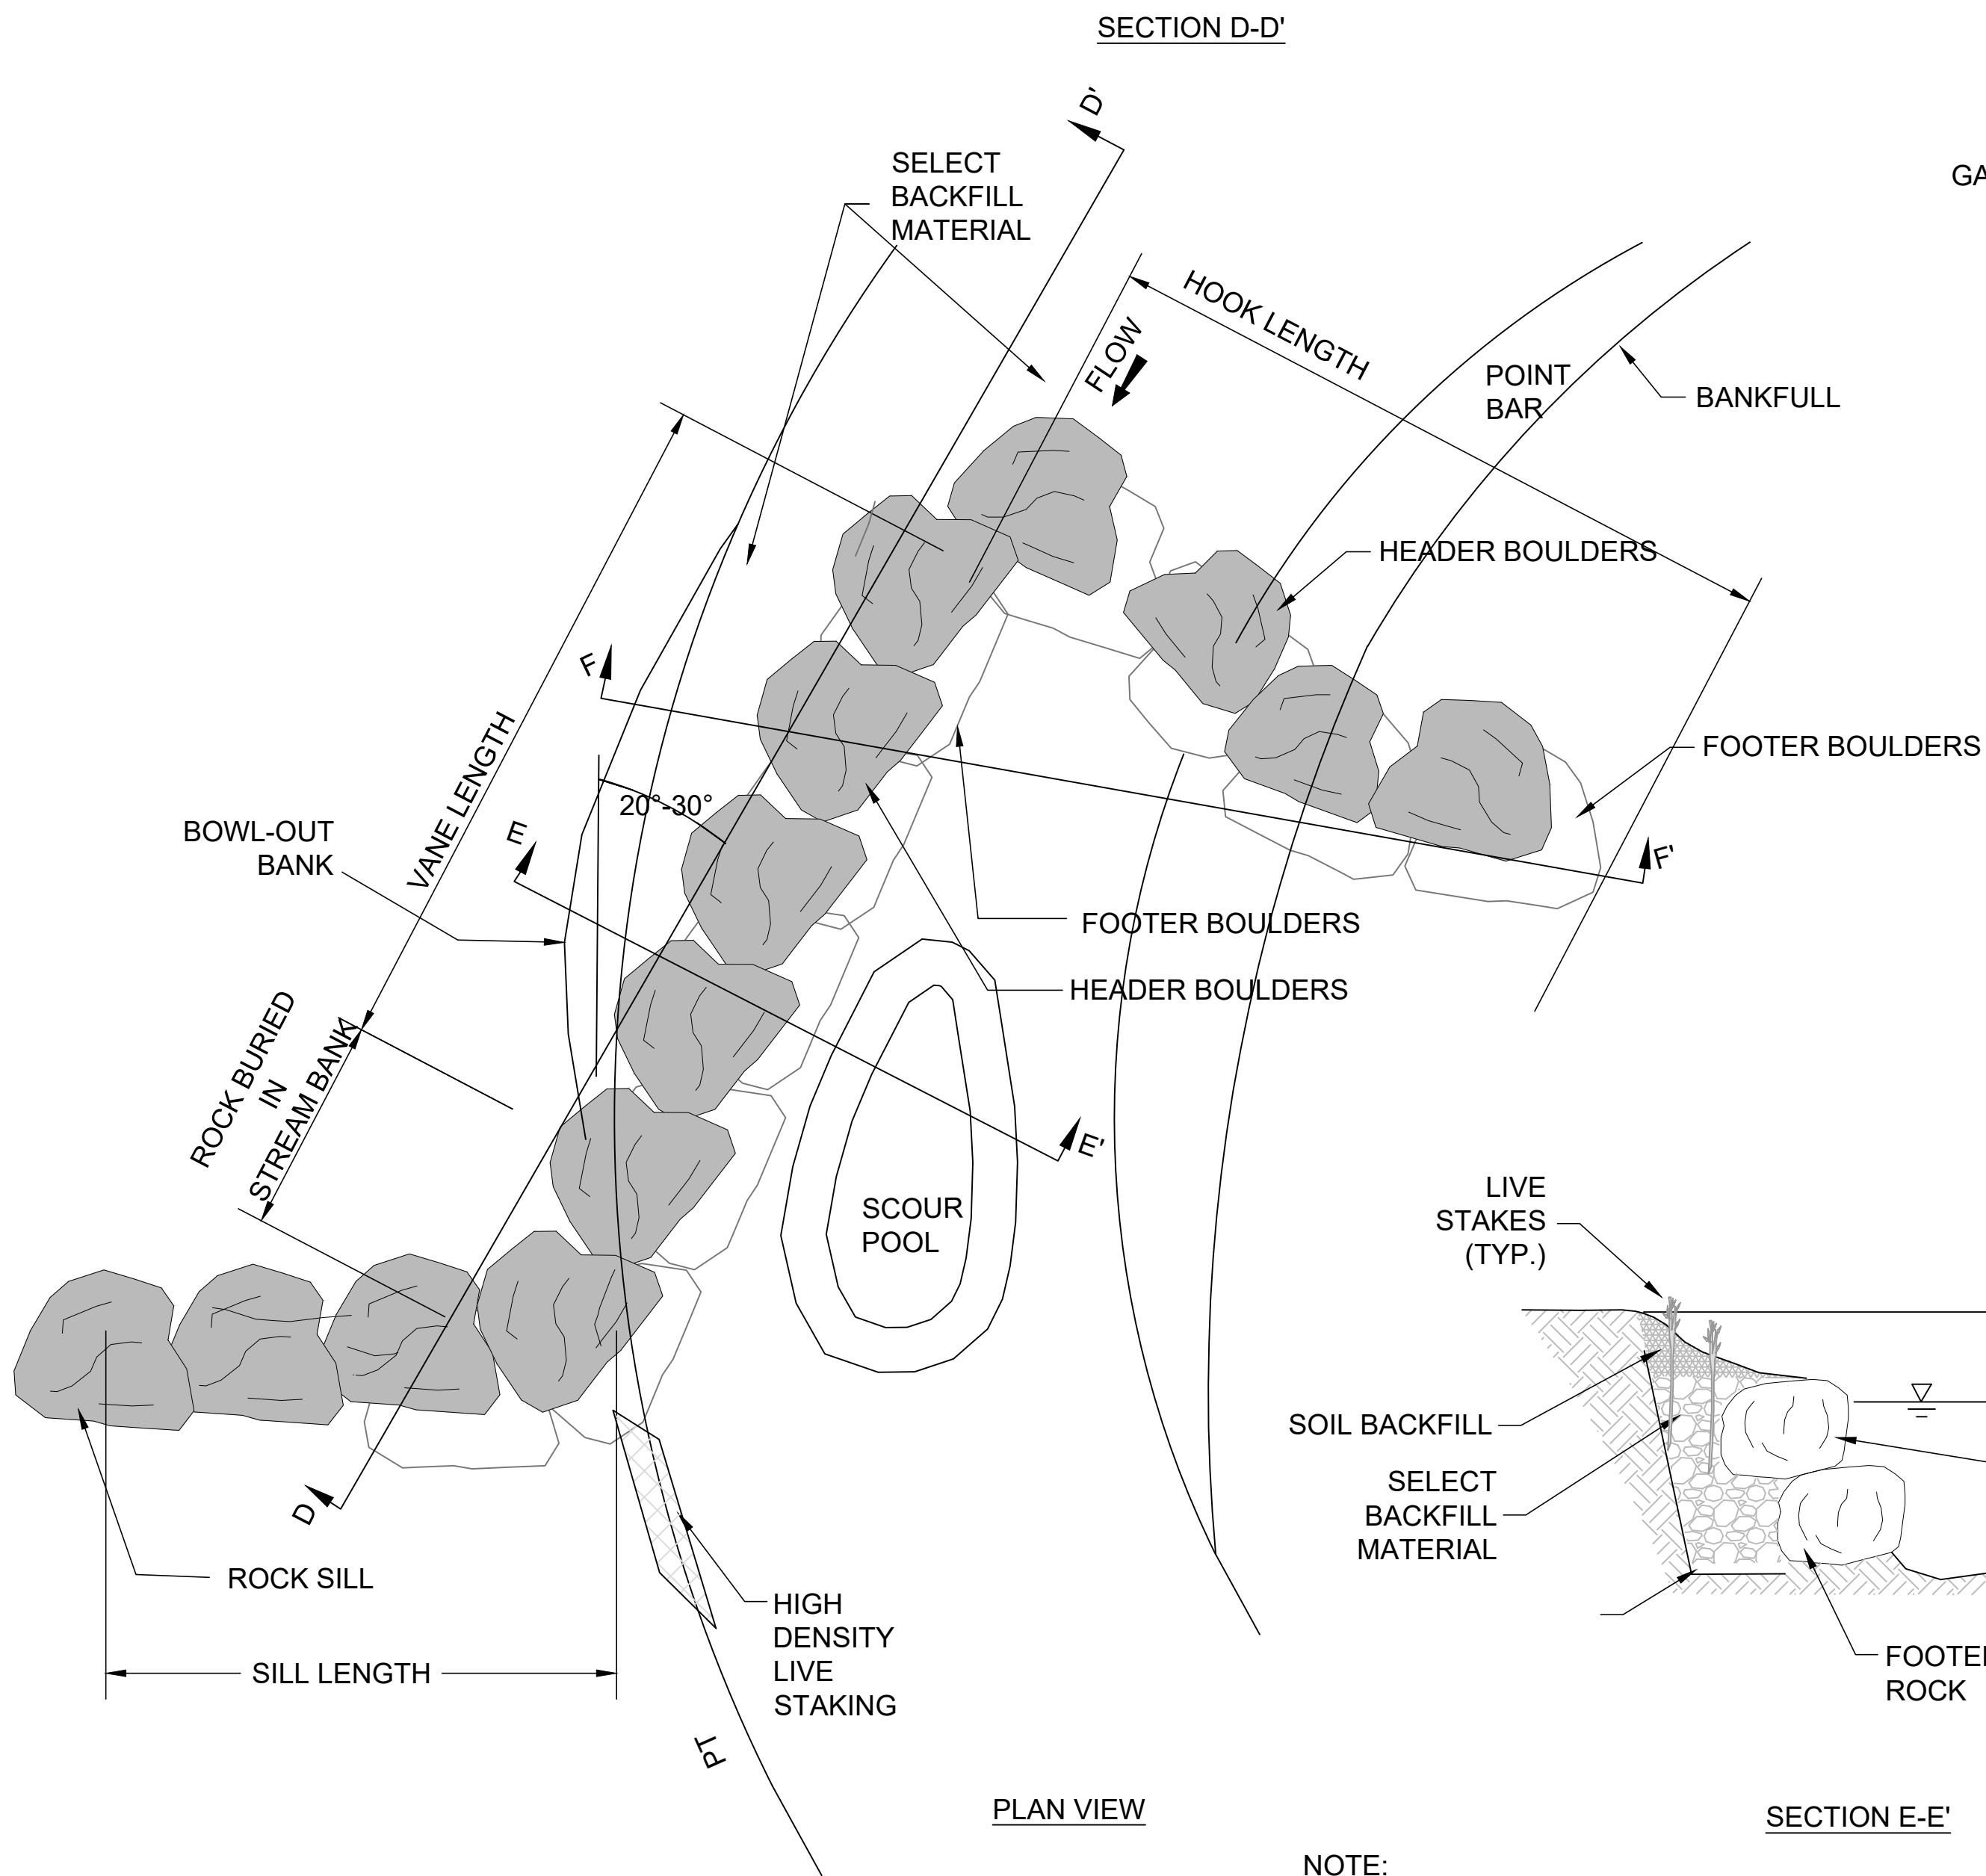 SECTION D-D'
D'
SELECT
BACKFILL
MATERIAL
GA
HOOK LENGTH
FLOW
POINT
BAR
BANKFULL
HEADER BOULDERS
F
FOOTER BOULDERS
VANE LENGTH
20°-30°
E
BOWL-OUT
BANK
F'
FOOTER BOULDERS
HEADER BOULDERS
ROCK BURIED
IN
STREAM BANK
E'
SCOUR
POOL
LIVE
STAKES
(TYP.)
SOIL BACKFILL
SELECT
BACKFILL
MATERIAL
D
ROCK SILL
HIGH
DENSITY
LIVE
STAKING
SILL LENGTH
FOOTER
ROCK
PT
PLAN VIEW
SECTION E-E'
NOTE: